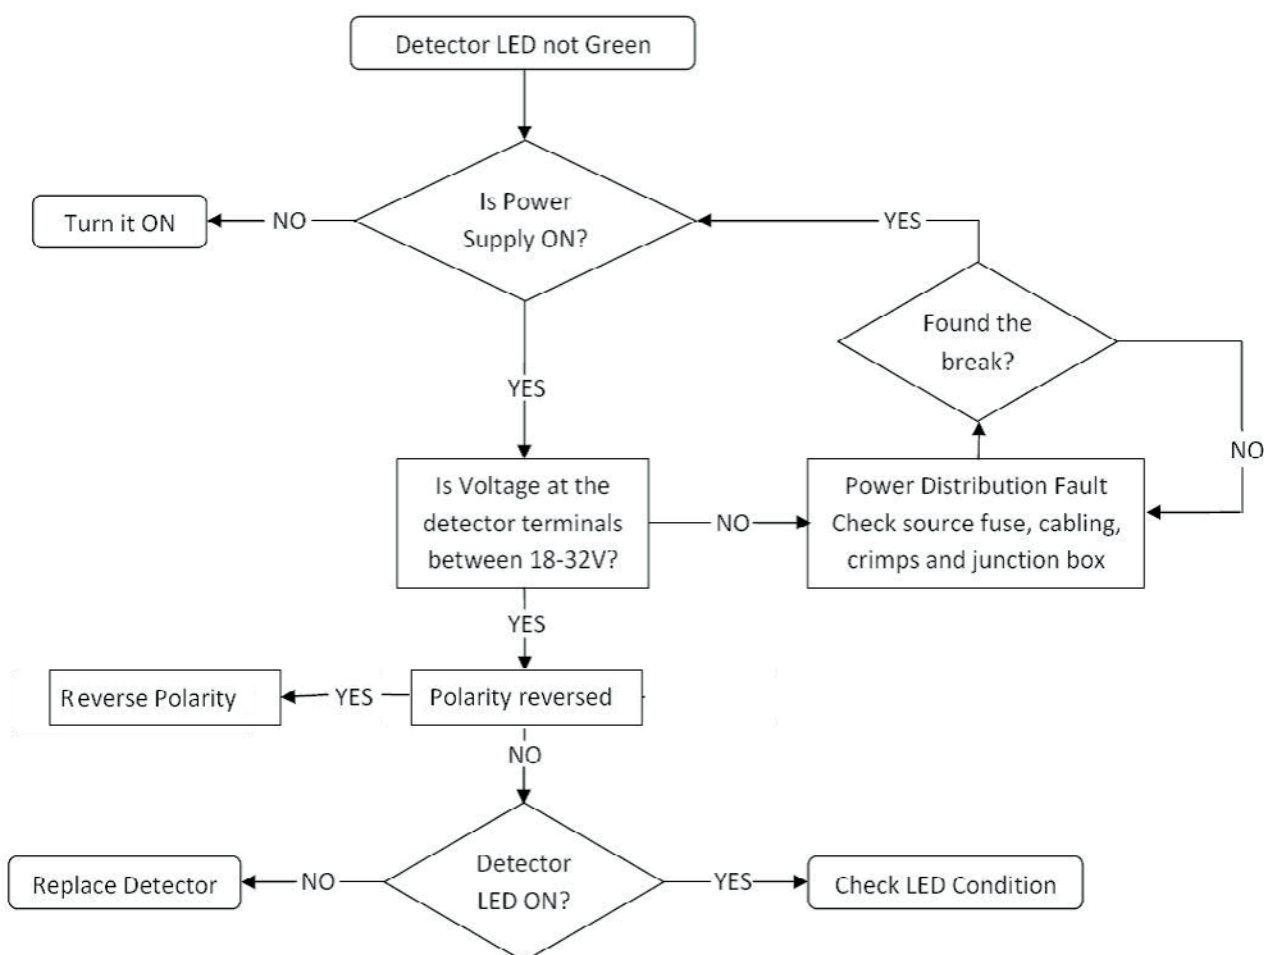 Detector LED not Green
Is Power
Supply ON?
Turn it ON
NO
YES
Found the
break?
YES
NO
Is Voltage at the
detector terminals
between 18-32V?
NO
Power Distribution Fault
Check source fuse, cabling,
crimps and junction box
YES
Reverse Polarity
YES
Polarity reversed
NO
Detector
LED ON?
Replace Detector
NO
YES
Check LED Condition